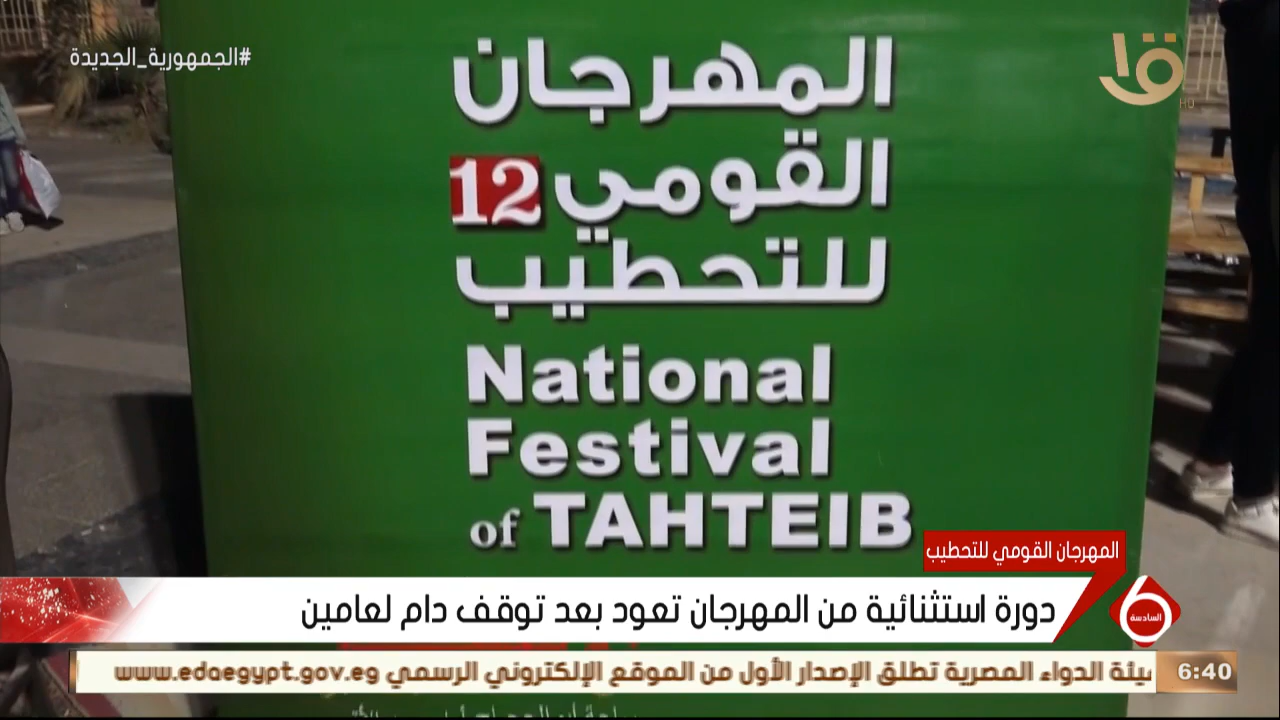 #الجمهورية_الجديدة
المهرجان
القومي 12
للتحطيب
National
Festival
of TAHTEIB
المهرجان القومي للتحطيب
دورة استثنائية من المهرجان تعود بعد توقف دام لعامين
السادسة
الدواء المصرية تطلق الإصدار الأول من الموقع الإلكتروني الرسمي www.edaegypt.gov.eg
6:40